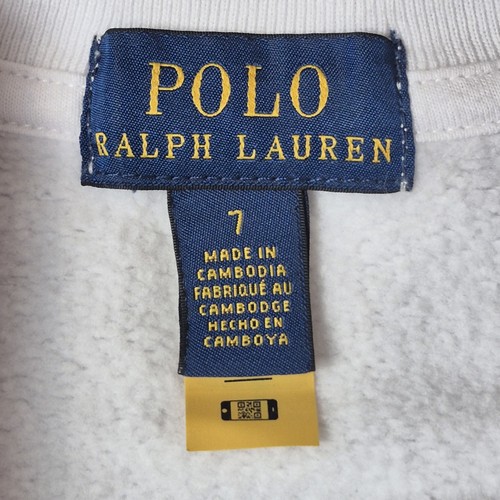 POLO
RALPH LAUREN
7
MADE IN
CAMBODIA
FABRIQUÉ AU
CAMBODGE
HECHO EN
CAMBOYA